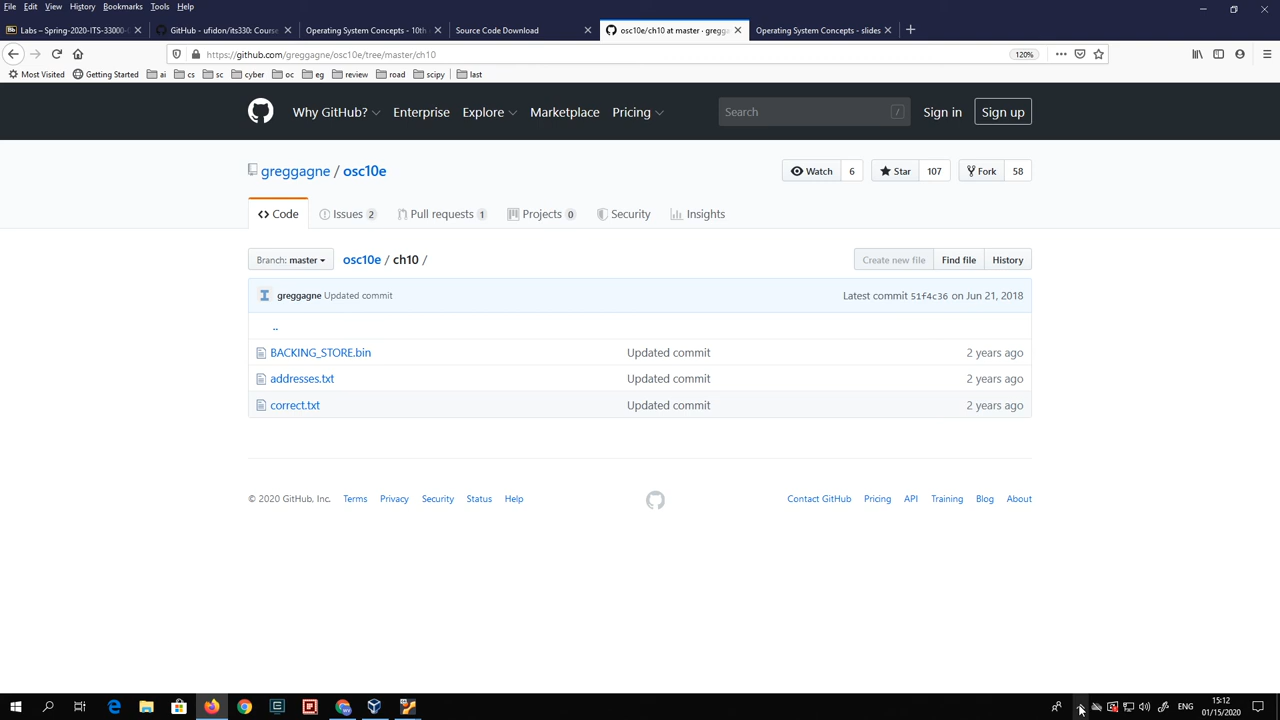 File Edit View History Bookmarks Tools Help
Labs – Spring-2020-ITS-33000-
GitHub - ufidon/its330: Course
Operating System Concepts - 10th
Source Code Download
osc10e/ch10 at master · gregga
Operating System Concepts - slides
https://github.com/greggagne/osc10e/tree/master/ch10
120%
Most Visited Getting Started ai cs sc cyber oc eg review road scipy last
Why GitHub? Enterprise Explore Marketplace Pricing
Search /
Sign in Sign up
greggagne / osc10e
Watch 6 Star 107 Fork 58
Code Issues 2 Pull requests 1 Projects 0 Security Insights
Branch: master osc10e / ch10 /
Create new file Find file History
greggagne Updated commit Latest commit 51f4c36 on Jun 21, 2018
..
BACKING_STORE.bin Updated commit 2 years ago
addresses.txt Updated commit 2 years ago
correct.txt Updated commit 2 years ago
© 2020 GitHub, Inc. Terms Privacy Security Status Help Contact GitHub Pricing API Training Blog About
ENG
15:12
01/15/2020